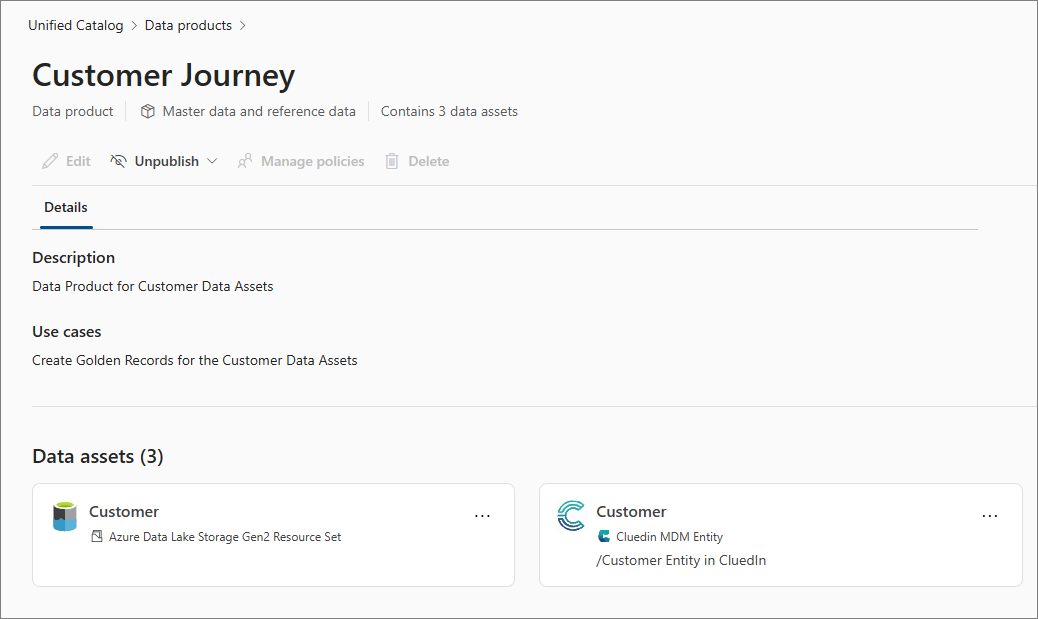 Unified Catalog > Data products >
Customer Journey
Data product Master data and reference data Contains 3 data assets
Edit Unpublish Manage policies Delete
Details
Description
Data Product for Customer Data Assets
Use cases
Create Golden Records for the Customer Data Assets
Data assets (3)
Customer ...
Azure Data Lake Storage Gen2 Resource Set
Customer ...
Cluedin MDM Entity
/Customer Entity in CluedIn